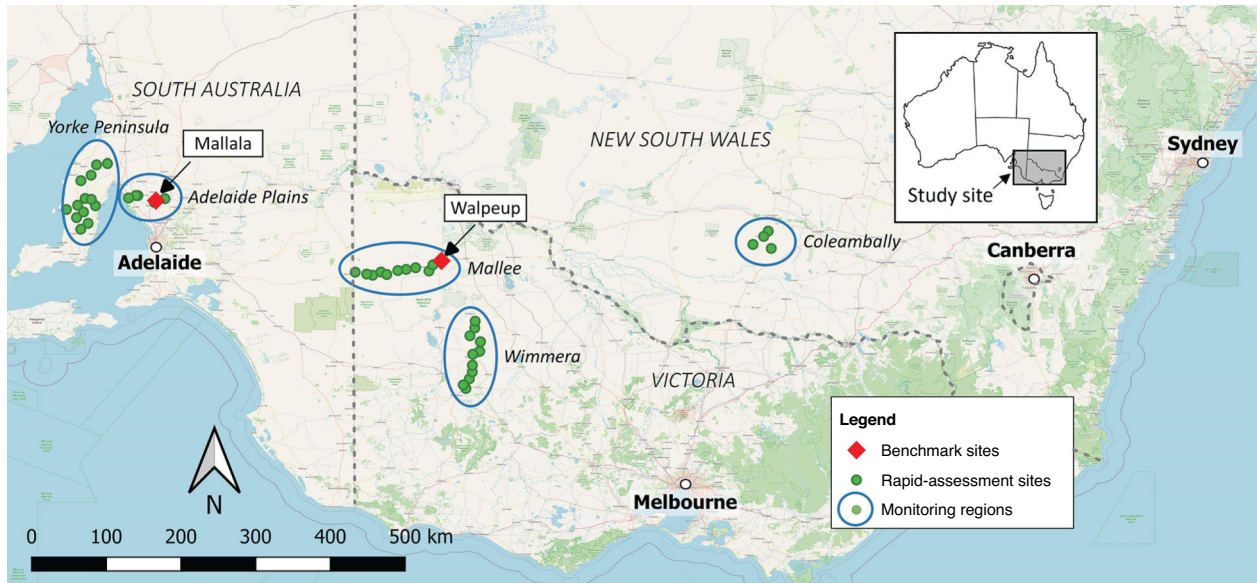 SOUTH AUSTRALIA
Yorke Peninsula
Mallala
Adelaide Plains
Adelaide
NEW SOUTH WALES
Walpeup
Mallee
Coleambally
Wimmera
VICTORIA
Study site
Sydney
Canberra
Melbourne
Legend
Benchmark sites
Rapid-assessment sites
Monitoring regions
N
0 100 200 300 400 500 km